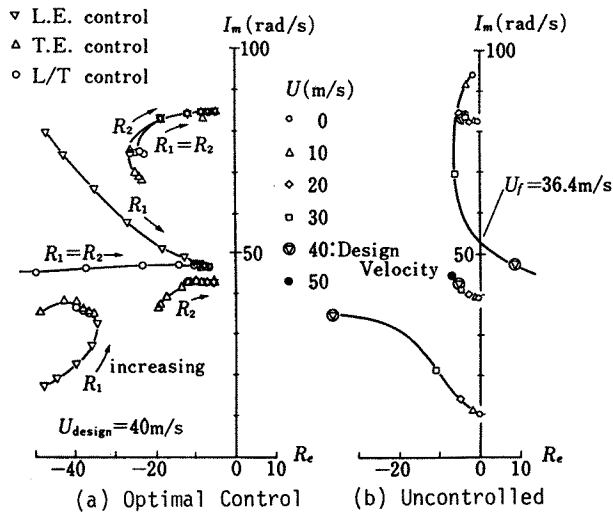 ▽ L.E. control
△ T.E. control
○ L/T control
I_m (rad/s)
100
50
R_2
R_1=R_2
R_1
R_1=R_2
R_2
increasing
R_1
U_design=40m/s
−40 −20 0 10
(a) Optimal Control
U(m/s)
○ 0
△ 10
◇ 20
□ 30
◎ 40:Design
Velocity
● 50
I_m (rad/s)
100
U_f=36.4m/s
50
−20 0 10 R_e
R_e
(b) Uncontrolled